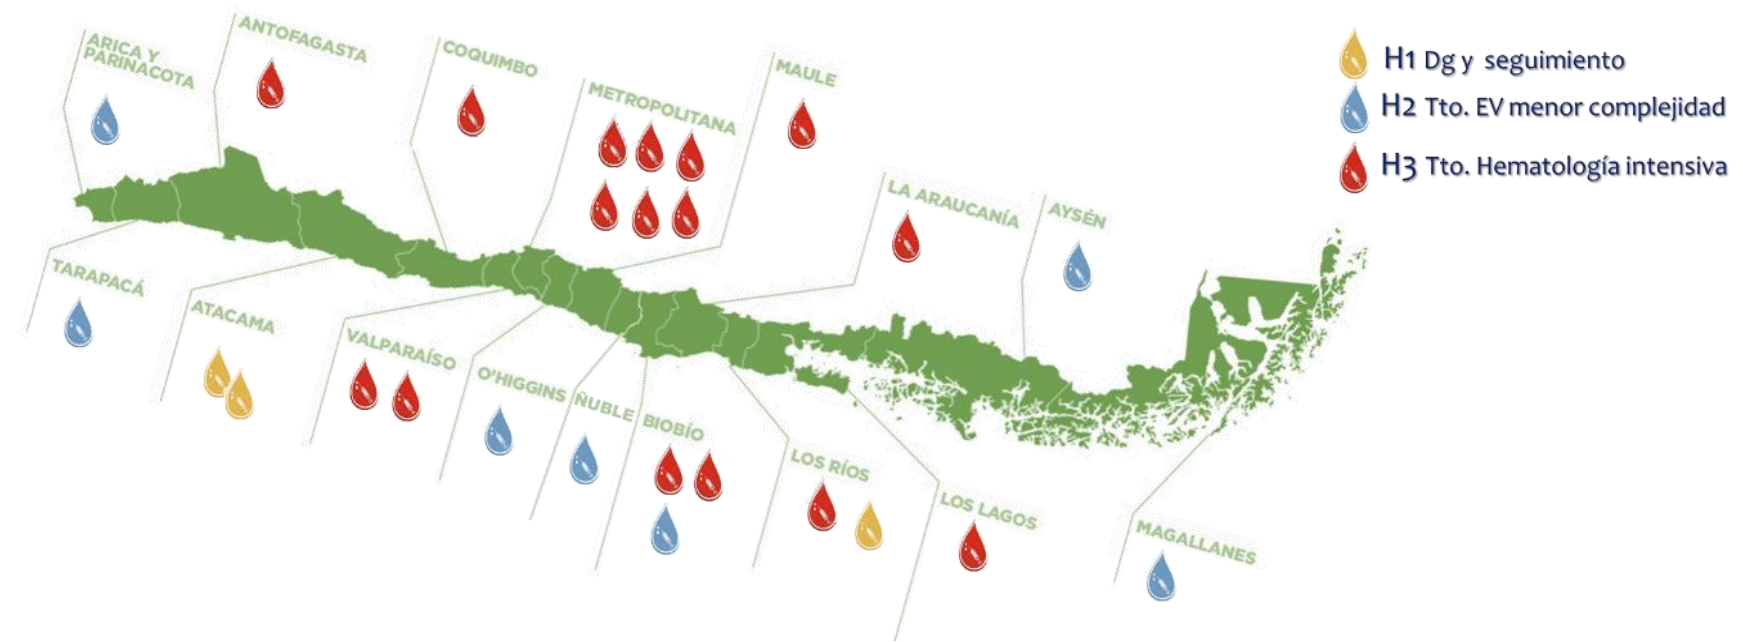 ARICA Y
PARINACOTA
ANTOFAGASTA
COQUIMBO
METROPOLITANA
MAULE
LA ARAUCANÍA
AYSÉN
H1 Dg y seguimiento
H2 Tto. EV menor complejidad
H3 Tto. Hematología intensiva
TARAPACÁ
ATACAMA
VALPARAÍSO
O'HIGGINS
ÑUBLE
BIOBÍO
LOS RÍOS
LOS LAGOS
MAGALLANES